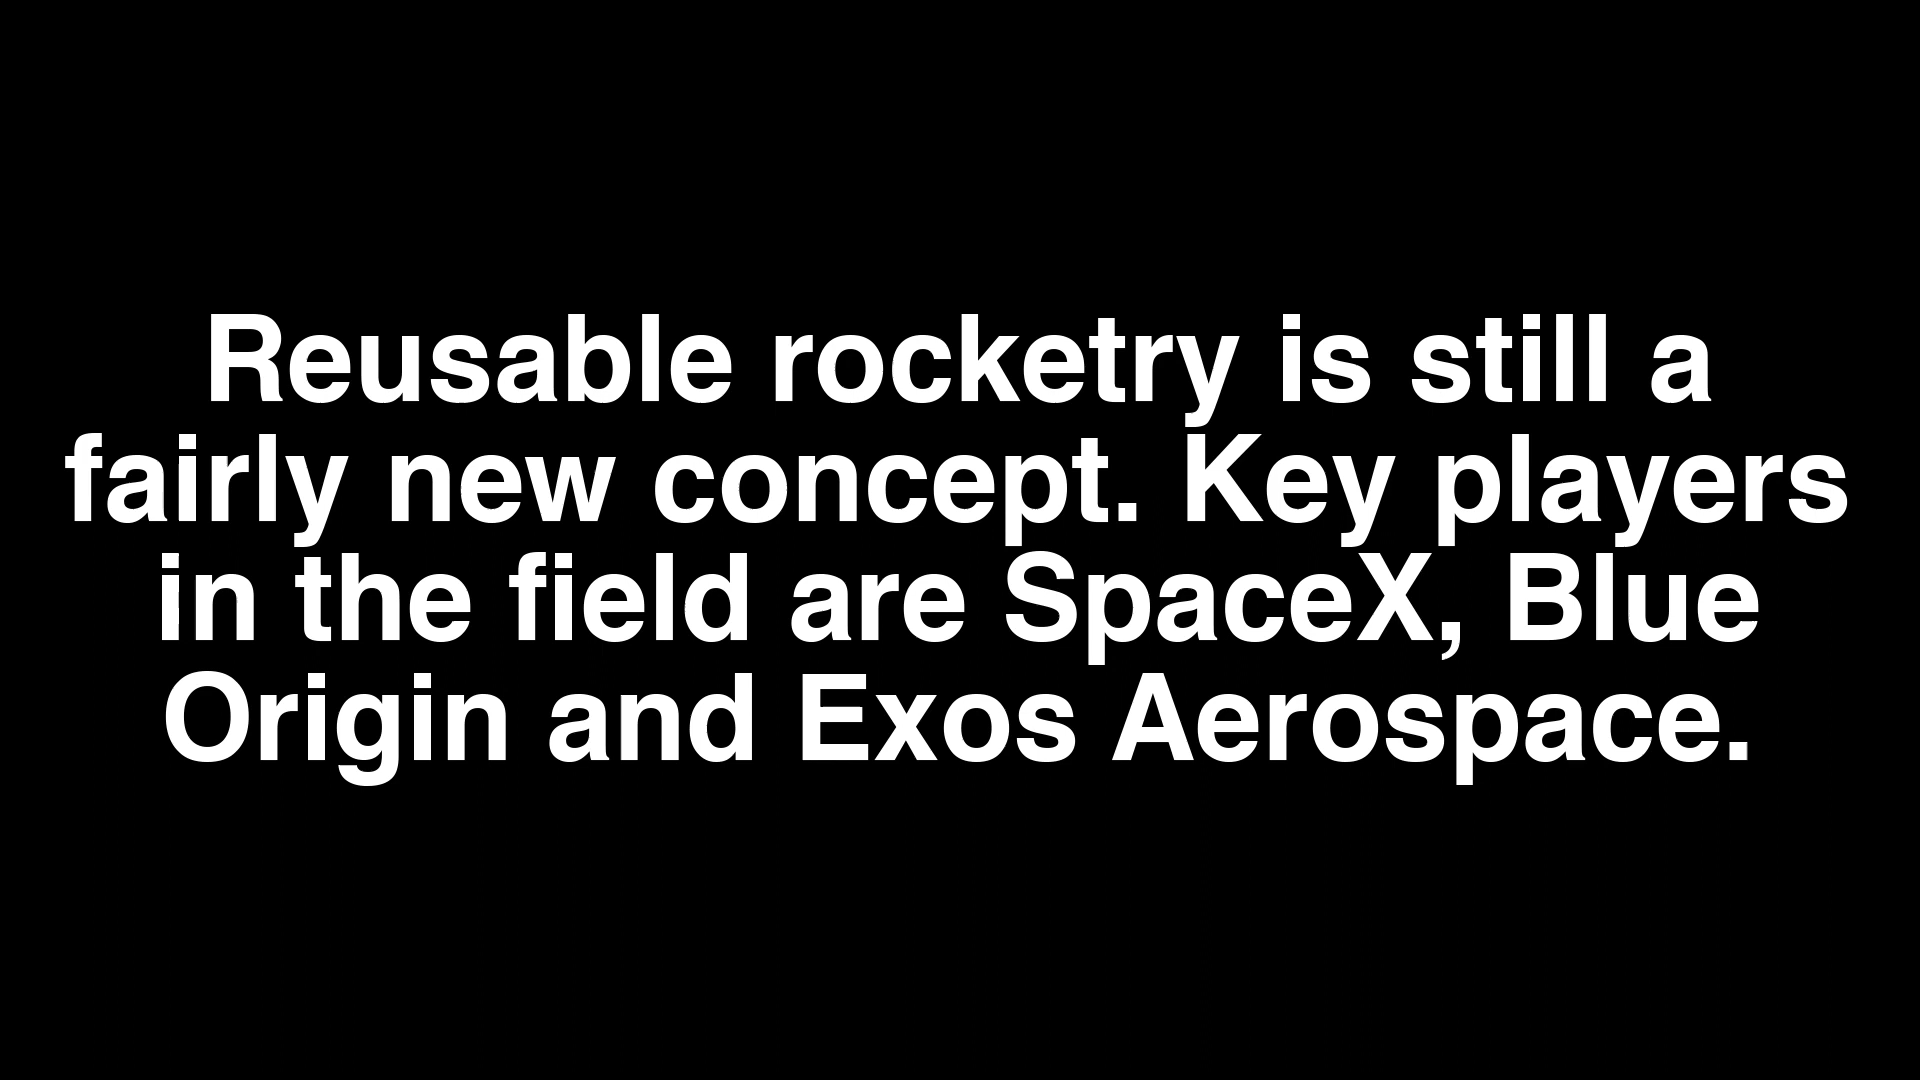 Reusable rocketry is still a
fairly new concept. Key players
in the field are SpaceX, Blue
Origin and Exos Aerospace.